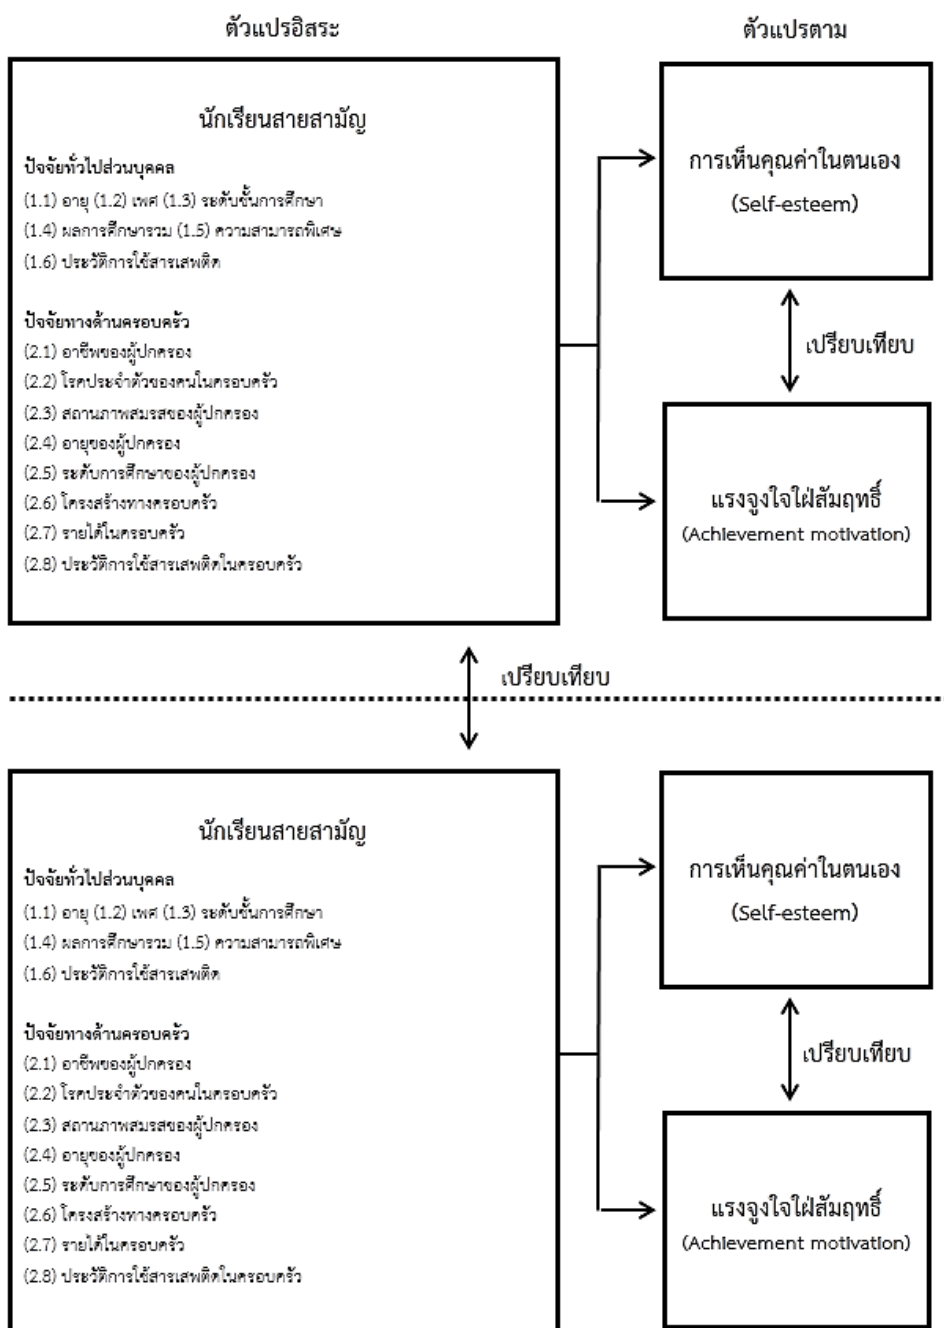 ตัวแปรอิสระ
ตัวแปรตาม
นักเรียนสายสามัญ
ปัจจัยทั่วไปส่วนบุคคล
(1.1) อายุ (1.2) เพศ (1.3) ระดับชั้นการศึกษา
(1.4) ผลการศึกษารวม (1.5) ความสามารถพิเศษ
(1.6) ประวัติการใช้สารเสพติด
ปัจจัยทางด้านครอบครัว
(2.1) อาชีพของผู้ปกครอง
(2.2) โรคประจำตัวของคนในครอบครัว
(2.3) สถานภาพสมรสของผู้ปกครอง
(2.4) อายุของผู้ปกครอง
(2.5) ระดับการศึกษาของผู้ปกครอง
(2.6) โครงสร้างทางครอบครัว
(2.7) รายได้ในครอบครัว
(2.8) ประวัติการใช้สารเสพติดในครอบครัว
การเห็นคุณค่าในตนเอง
(Self-esteem)
เปรียบเทียบ
แรงจูงใจใฝ่สัมฤทธิ์
(Achievement motivation)
เปรียบเทียบ
นักเรียนสายสามัญ
ปัจจัยทั่วไปส่วนบุคคล
(1.1) อายุ (1.2) เพศ (1.3) ระดับชั้นการศึกษา
(1.4) ผลการศึกษารวม (1.5) ความสามารถพิเศษ
(1.6) ประวัติการใช้สารเสพติด
ปัจจัยทางด้านครอบครัว
(2.1) อาชีพของผู้ปกครอง
(2.2) โรคประจำตัวของคนในครอบครัว
(2.3) สถานภาพสมรสของผู้ปกครอง
(2.4) อายุของผู้ปกครอง
(2.5) ระดับการศึกษาของผู้ปกครอง
(2.6) โครงสร้างทางครอบครัว
(2.7) รายได้ในครอบครัว
(2.8) ประวัติการใช้สารเสพติดในครอบครัว
การเห็นคุณค่าในตนเอง
(Self-esteem)
เปรียบเทียบ
แรงจูงใจใฝ่สัมฤทธิ์
(Achievement motivation)